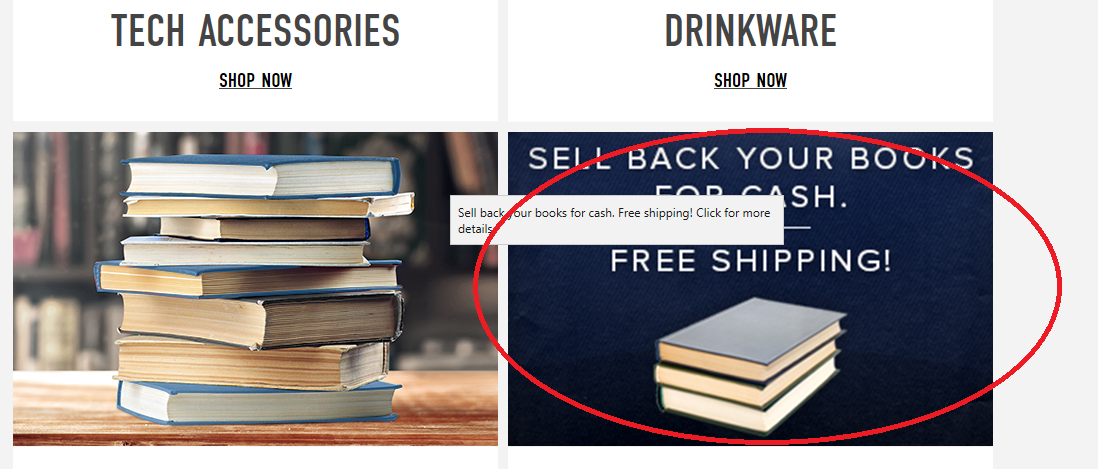 TECH ACCESSORIES
DRINKWARE
SHOP NOW
SHOP NOW
SELL BACK YOUR BOOKS
FOR CASH.
Sell back your books for cash. Free shipping! Click for more
details.
FREE SHIPPING!